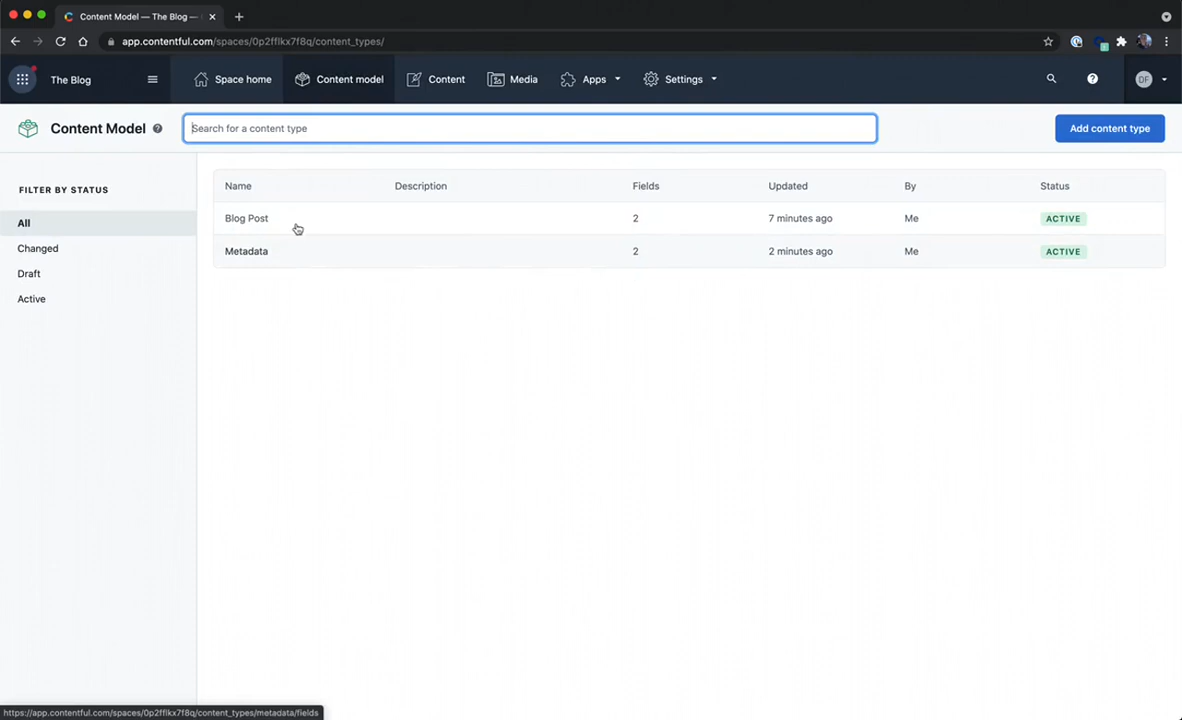 Content Model — The Blog —
app.contentful.com/spaces/0p2fflkx7f8q/content_types/
The Blog
Space home
Content model
Content
Media
Apps
Settings
DF
Content Model
Search for a content type
Add content type
FILTER BY STATUS
All
Changed
Draft
Active
Name Description Fields Updated By Status
Blog Post 2 7 minutes ago Me ACTIVE
Metadata 2 2 minutes ago Me ACTIVE
https://app.contentful.com/spaces/0p2fflkx7f8q/content_types/metadata/fields